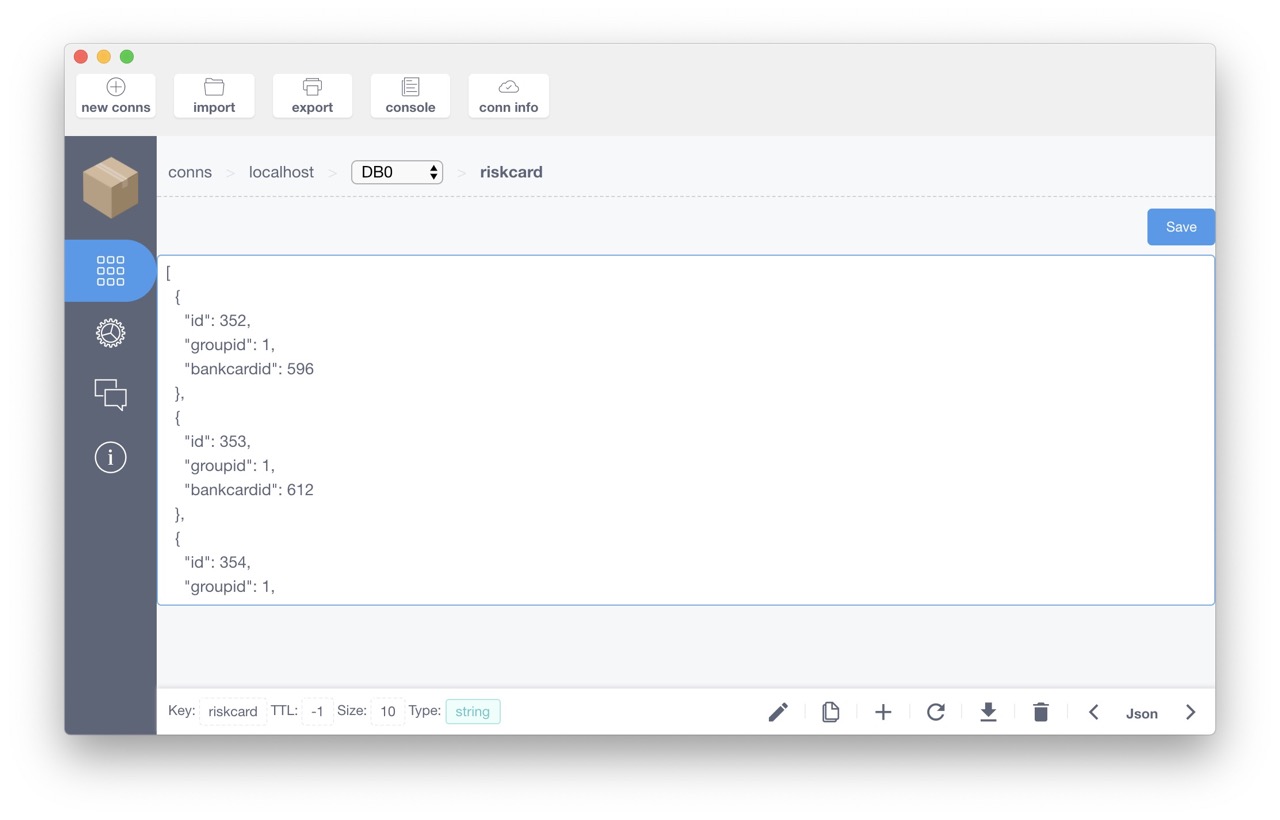 new conns import export console conn info
conns > localhost > DB0 > riskcard
Save
[
{
"id": 352,
"groupid": 1,
"bankcardid": 596
},
{
"id": 353,
"groupid": 1,
"bankcardid": 612
},
{
"id": 354,
"groupid": 1,
Key: riskcard TTL: -1 Size: 10 Type: string Json